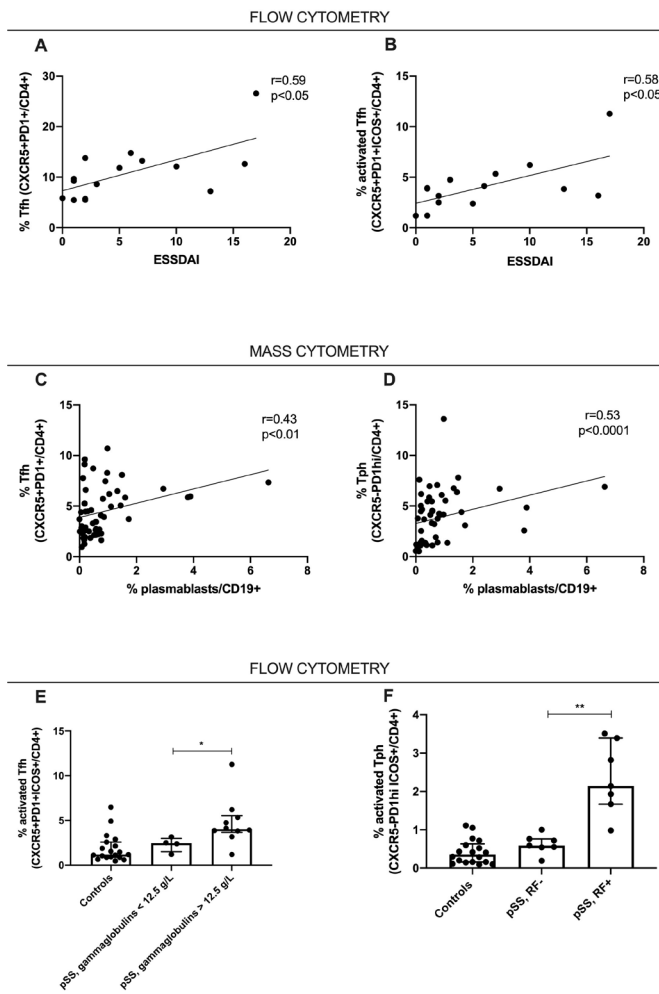 FLOW CYTOMETRY
A
r=0.59
p<0.05
% Tfh (CXCR5+PD1+/CD4+)
30
20
10
0
0 5 10 15 20
ESSDAI
B
r=0.58
p<0.05
% activated Tfh
(CXCR5+PD1+ICOS+/CD4+)
15
10
5
0
0 5 10 15 20
ESSDAI
MASS CYTOMETRY
C
r=0.43
p<0.01
% Tfh
(CXCR5+PD1+/CD4+)
15
10
5
0
0 2 4 6 8
% plasmablasts/CD19+
D
r=0.53
p<0.0001
% Tph
(CXCR5-PD1hi/CD4+)
15
10
5
0
0 2 4 6 8
% plasmablasts/CD19+
FLOW CYTOMETRY
E
*
% activated Tfh
(CXCR5+PD1+ICOS+/CD4+)
15
10
5
0
Controls
pSS, gammaglobulins < 12.5 g/L
pSS, gammaglobulins > 12.5 g/L
F
**
% activated Tph
(CXCR5-PD1hi ICOS+/CD4+)
4
3
2
1
0
Controls
pSS, RF-
pSS, RF+